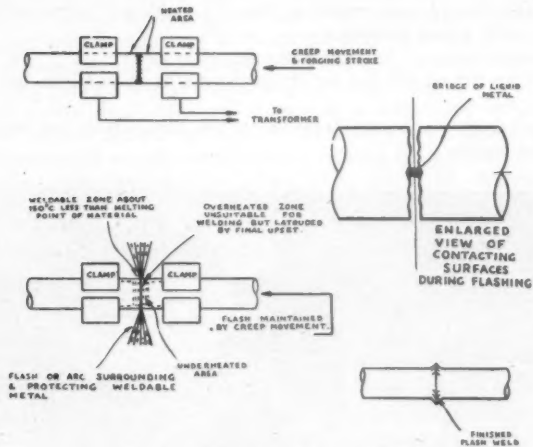 HEATED
AREA
CLAMP
CLAMP
CREEP MOVEMENT
& FORGING STROKE
TO
TRANSFORMER
BRIDGE OF LIQUID
METAL
ENLARGED
VIEW OF
CONTACTING
SURFACES
DURING FLASHING
WELDABLE ZONE ABOUT
150°C LESS THAN MELTING
POINT OF MATERIAL
OVERHEATED ZONE
UNSUITABLE FOR
WELDING BUT
BY FINAL UPSET.
CLAMP
CLAMP
FLASH MAINTAINED
BY CREEP MOVEMENT.
UNDERHEATED
AREA
FLASH OR ARC SURROUNDING
& PROTECTING WELDABLE
METAL
FINISHED
FLASH WELD